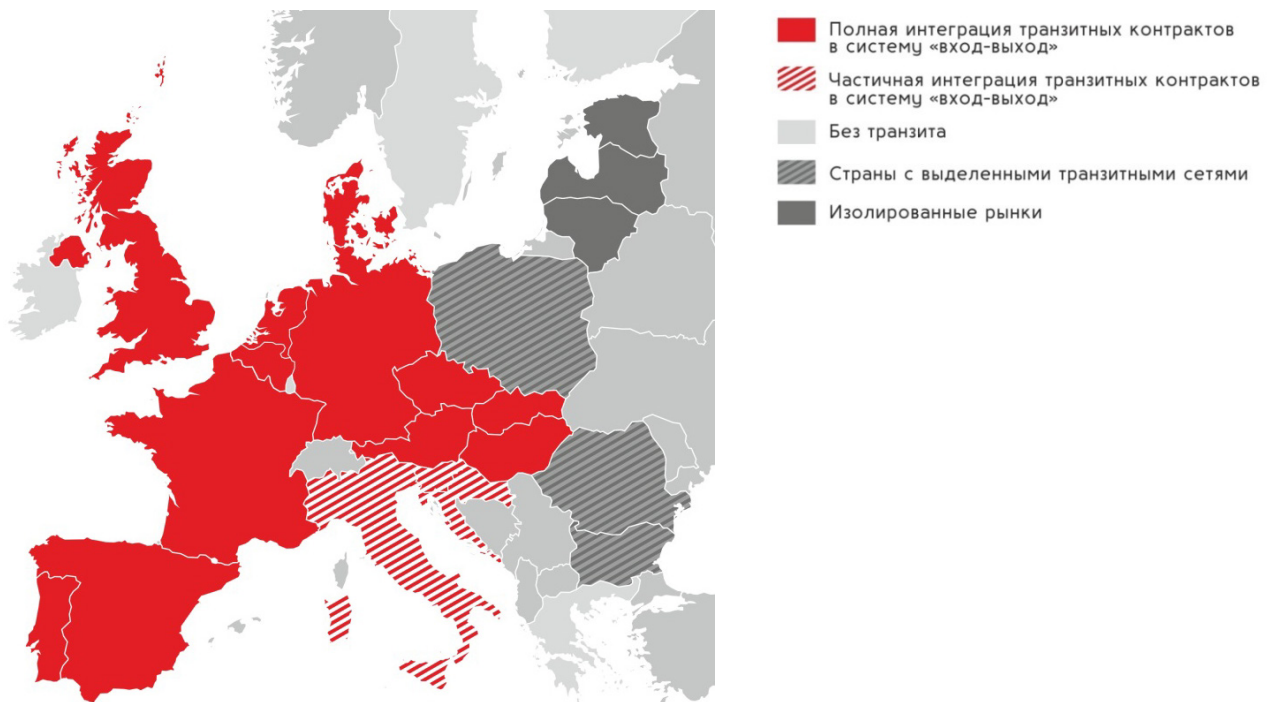 Полная интеграция транзитных контрактов
в систему «вход-выход»
Частичная интеграция транзитных контрактов
в систему «вход-выход»
Без транзита
Страны с выделенными транзитными сетями
Изолированные рынки